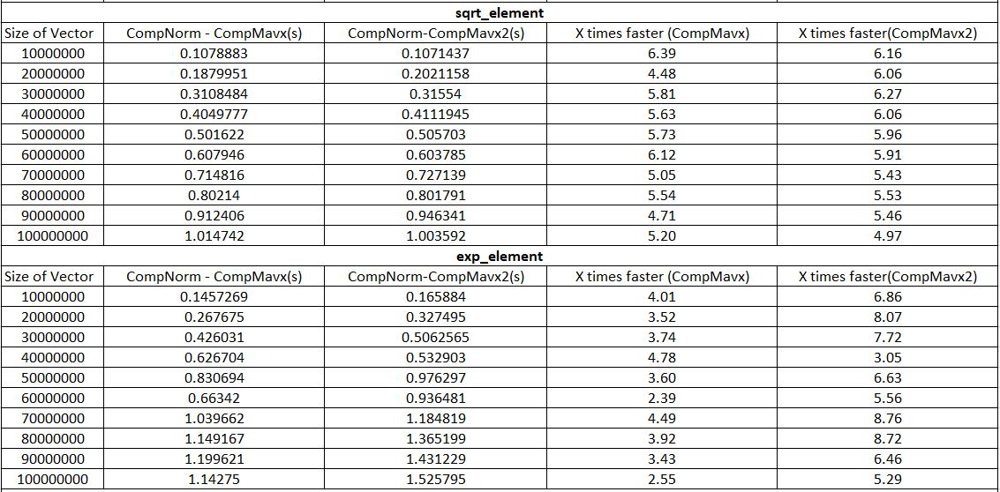 sqrt_element
Size of Vector CompNorm - CompMavx(s) CompNorm-CompMavx2(s) X times faster (CompMavx) X times faster(CompMavx2)
10000000 0.1078883 0.1071437 6.39 6.16
20000000 0.1879951 0.2021158 4.48 6.06
30000000 0.3108484 0.31554 5.81 6.27
40000000 0.4049777 0.4111945 5.63 6.06
50000000 0.501622 0.505703 5.73 5.96
60000000 0.607946 0.603785 6.12 5.91
70000000 0.714816 0.727139 5.05 5.43
80000000 0.80214 0.801791 5.54 5.53
90000000 0.912406 0.946341 4.71 5.46
100000000 1.014742 1.003592 5.20 4.97
exp_element
Size of Vector CompNorm - CompMavx(s) CompNorm-CompMavx2(s) X times faster (CompMavx) X times faster(CompMavx2)
10000000 0.1457269 0.165884 4.01 6.86
20000000 0.267675 0.327495 3.52 8.07
30000000 0.426031 0.5062565 3.74 7.72
40000000 0.626704 0.532903 4.78 3.05
50000000 0.830694 0.976297 3.60 6.63
60000000 0.66342 0.936481 2.39 5.56
70000000 1.039662 1.184819 4.49 8.76
80000000 1.149167 1.365199 3.92 8.72
90000000 1.199621 1.431229 3.43 6.46
100000000 1.14275 1.525795 2.55 5.29